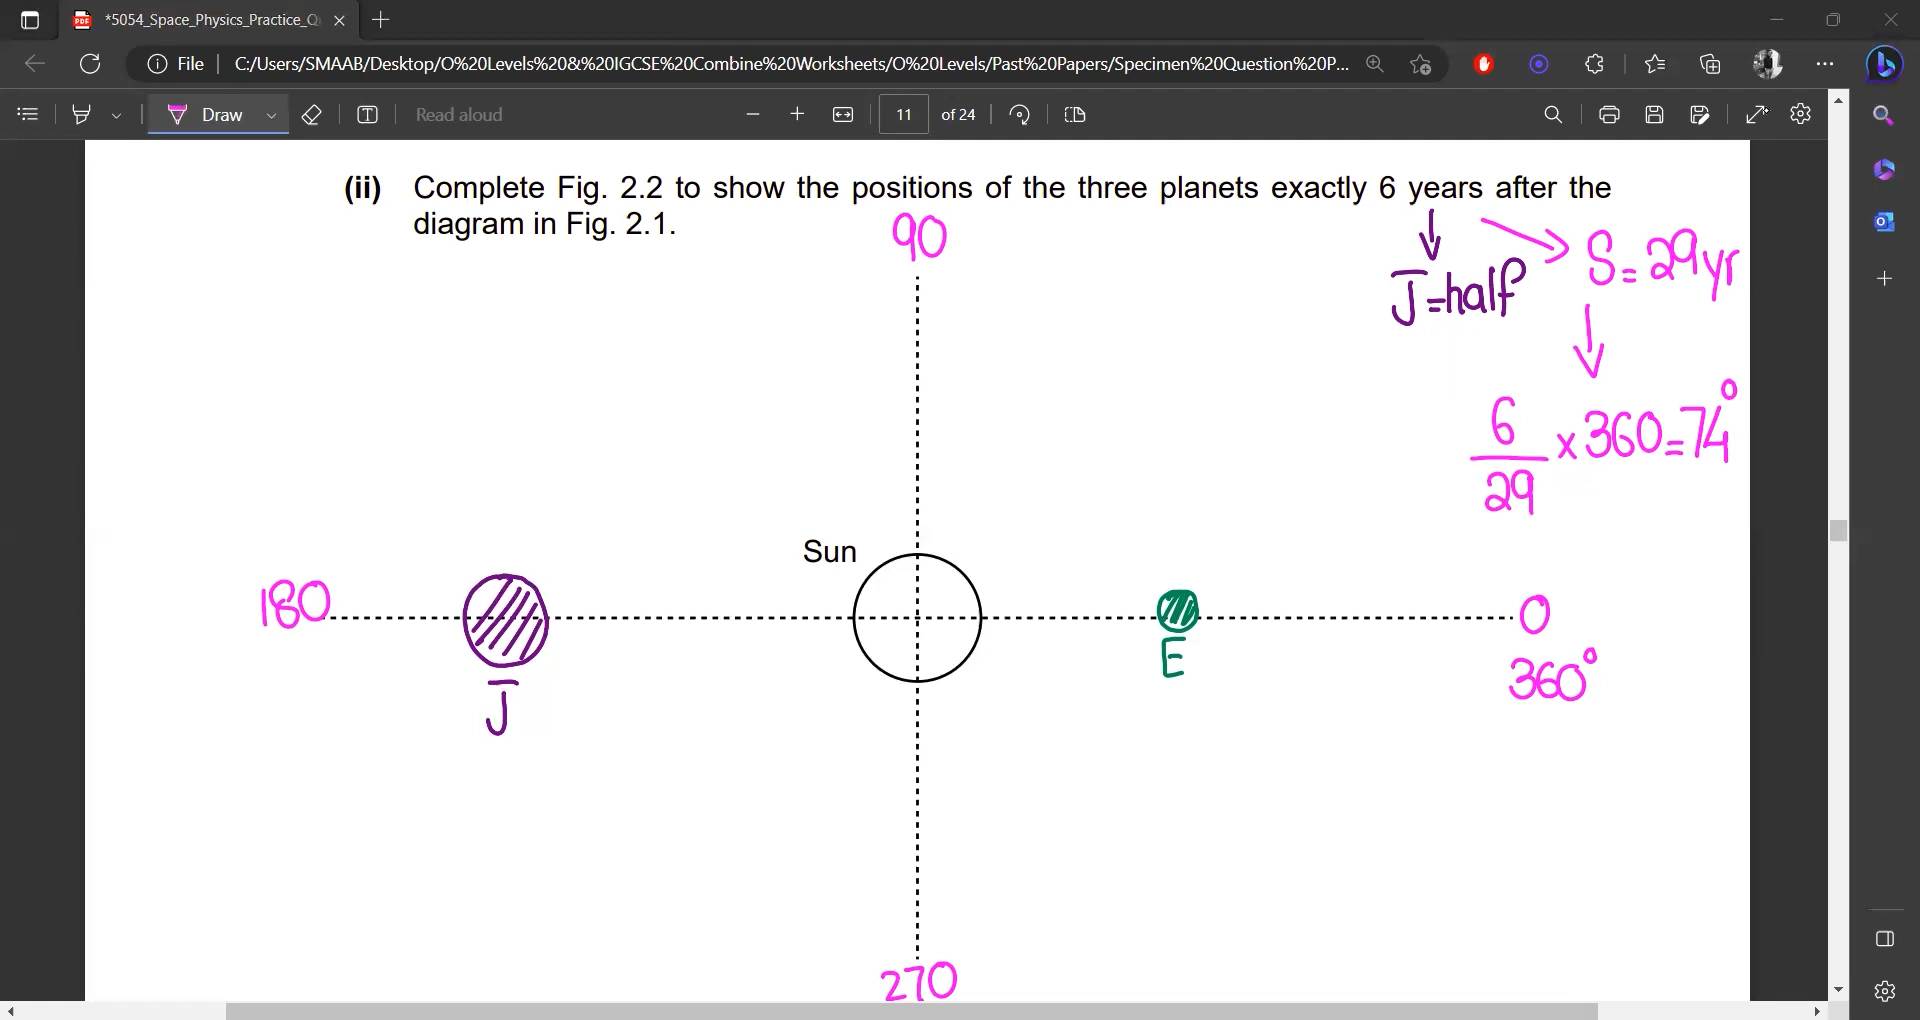 *5054_Space_Physics_Practice_Q
File
C:/Users/SMAAB/Desktop/O%20Levels%20&%20IGCSE%20Combine%20Worksheets/O%20Levels/Past%20Papers/Specimen%20Question%20P...
Draw
Read aloud
11 of 24
(ii) Complete Fig. 2.2 to show the positions of the three planets exactly 6 years after the
diagram in Fig. 2.1.
90
J=half
S=29yr
6
29
×360=74°
Sun
180
0
E
360°
J
270